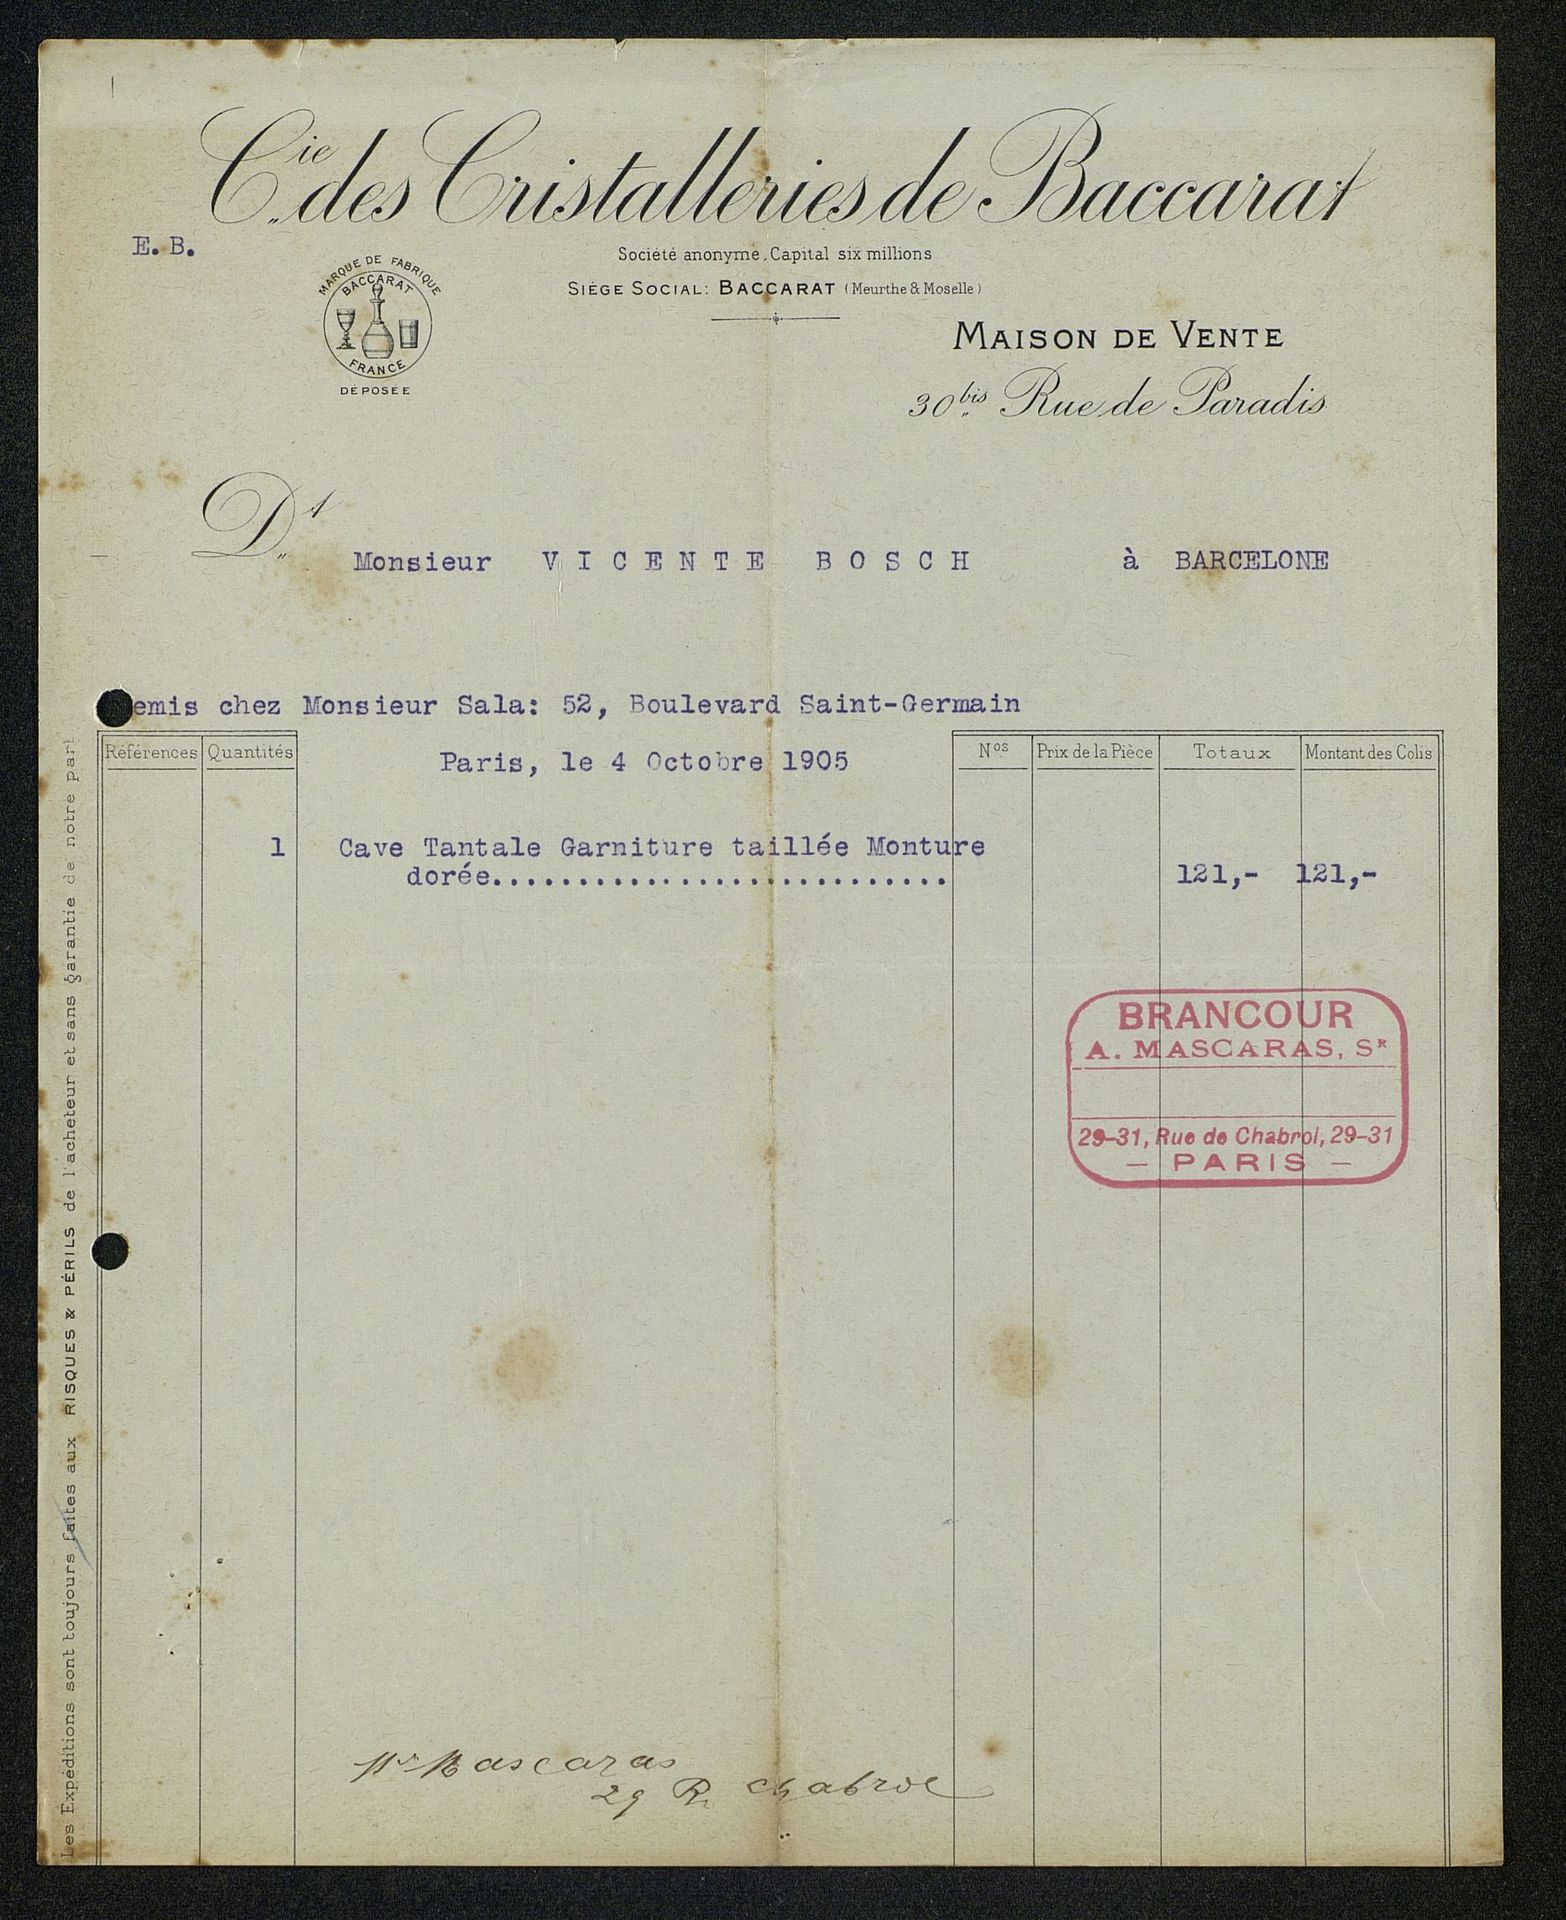 Cie des Cristalleries de Baccarat
E. B.
Société anonyme, Capital six millions
SIÈGE SOCIAL: BACCARAT (Meurthe & Moselle)
MARQUE DE FABRIQUE
BACCARAT
FRANCE
DÉPOSÉE
MAISON DE VENTE
30bis Rue de Paradis
Dt
Monsieur VICENTE BOSCH à BARCELONE
emis chez Monsieur Sala: 52, Boulevard Saint-Germain
Références Quantités Nos Prix de la Pièce Totaux Montant des Colis
Paris, le 4 Octobre 1905
1 Cave Tantale Garniture taillée Monture
dorée........................... 121,- 121,-
BRANCOUR
A. MASCARAS, SR
29-31, Rue de Chabrol, 29-31
- PARIS -
Mr Mascaras
29 R. Chabrol
Les Expéditions sont toujours faites aux RISQUES & PÉRILS de l'acheteur et sans garantie de notre part